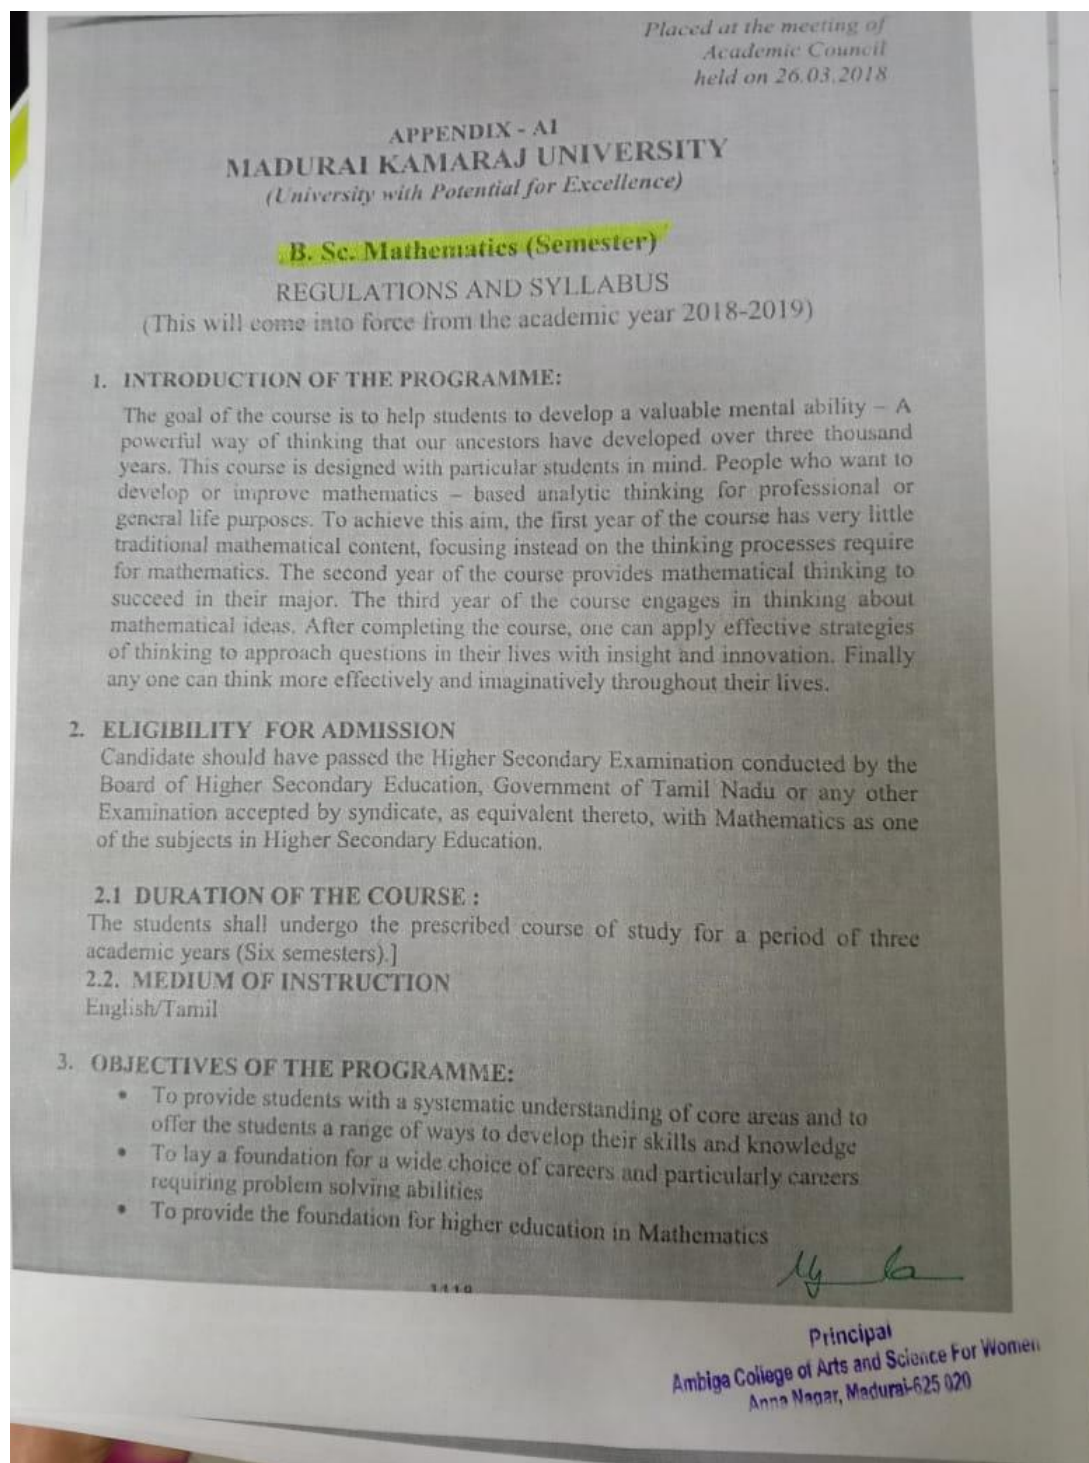 Placed at the meeting of
Academic Council
held on 26.03.2018
APPENDIX - AI
MADURAI KAMARAJ UNIVERSITY
(University with Potential for Excellence)
B. Sc. Mathematics (Semester)
REGULATIONS AND SYLLABUS
(This will come into force from the academic year 2018-2019)
1. INTRODUCTION OF THE PROGRAMME:
The goal of the course is to help students to develop a valuable mental ability – A
powerful way of thinking that our ancestors have developed over three thousand
years. This course is designed with particular students in mind. People who want to
develop or improve mathematics – based analytic thinking for professional or
general life purposes. To achieve this aim, the first year of the course has very little
traditional mathematical content, focusing instead on the thinking processes require
for mathematics. The second year of the course provides mathematical thinking to
succeed in their major. The third year of the course engages in thinking about
mathematical ideas. After completing the course, one can apply effective strategies
of thinking to approach questions in their lives with insight and innovation. Finally
any one can think more effectively and imaginatively throughout their lives.
2. ELIGIBILITY FOR ADMISSION
Candidate should have passed the Higher Secondary Examination conducted by the
Board of Higher Secondary Education, Government of Tamil Nadu or any other
Examination accepted by syndicate, as equivalent thereto, with Mathematics as one
of the subjects in Higher Secondary Education.
2.1 DURATION OF THE COURSE :
The students shall undergo the prescribed course of study for a period of three
academic years (Six semesters).]
2.2. MEDIUM OF INSTRUCTION
English/Tamil
3. OBJECTIVES OF THE PROGRAMME:
• To provide students with a systematic understanding of core areas and to
offer the students a range of ways to develop their skills and knowledge
• To lay a foundation for a wide choice of careers and particularly careers
requiring problem solving abilities
• To provide the foundation for higher education in Mathematics
Principal
Ambiga College of Arts and Science For Women
Anna Nagar, Madurai-625 020